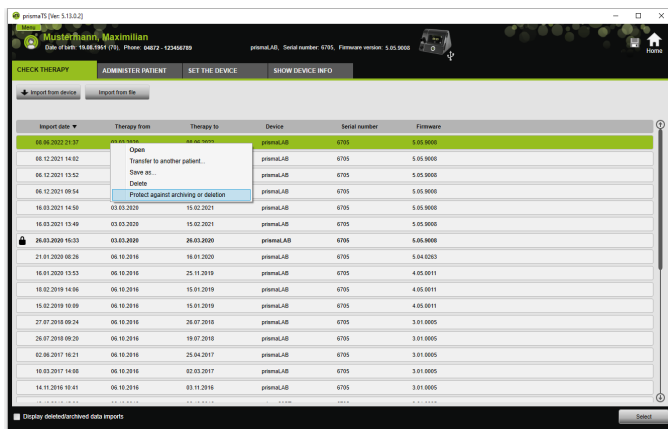 prismaTS [Ver. 5.13.0.2]
Menu
Mustermann, Maximilian
Date of birth: 19.08.1951 (70), Phone: 04872 - 123456789
prismaLAB, Serial number: 6705, Firmware version: 5.05.9008
Home
CHECK THERAPY ADMINISTER PATIENT SET THE DEVICE SHOW DEVICE INFO
Import from device Import from file
Import date ▼ Therapy from Therapy to Device Serial number Firmware
08.06.2022 21:37 03.03.2020 08.06.2022 prismaLAB 6705 5.05.9008
Open
08.12.2021 14:02 prismaLAB 6705 5.05.9008
Transfer to another patient...
06.12.2021 13:52 prismaLAB 6705 5.05.9008
Save as...
06.12.2021 09:54 prismaLAB 6705 5.05.9008
Delete
Protect against archiving or deletion
16.03.2021 14:50 03.03.2020 15.02.2021 prismaLAB 6705 5.05.9008
16.03.2021 13:49 03.03.2020 15.02.2021 prismaLAB 6705 5.05.9008
26.03.2020 15:33 03.03.2020 26.03.2020 prismaLAB 6705 5.05.9008
21.01.2020 08:26 06.10.2016 16.01.2020 prismaLAB 6705 5.04.0263
16.01.2020 13:53 06.10.2016 25.11.2019 prismaLAB 6705 4.05.0011
18.02.2019 14:06 06.10.2016 15.01.2019 prismaLAB 6705 4.05.0011
15.02.2019 10:09 06.10.2016 15.01.2019 prismaLAB 6705 4.05.0011
27.07.2018 09:24 06.10.2016 26.07.2018 prismaLAB 6705 3.01.0005
26.07.2018 09:20 06.10.2016 19.07.2018 prismaLAB 6705 3.01.0005
02.06.2017 16:21 06.10.2016 25.04.2017 prismaLAB 6705 3.01.0005
10.03.2017 14:08 06.10.2016 02.03.2017 prismaLAB 6705 3.01.0005
14.11.2016 10:41 06.10.2016 03.11.2016 prismaLAB 6705 3.01.0005
Display deleted/archived data imports Select